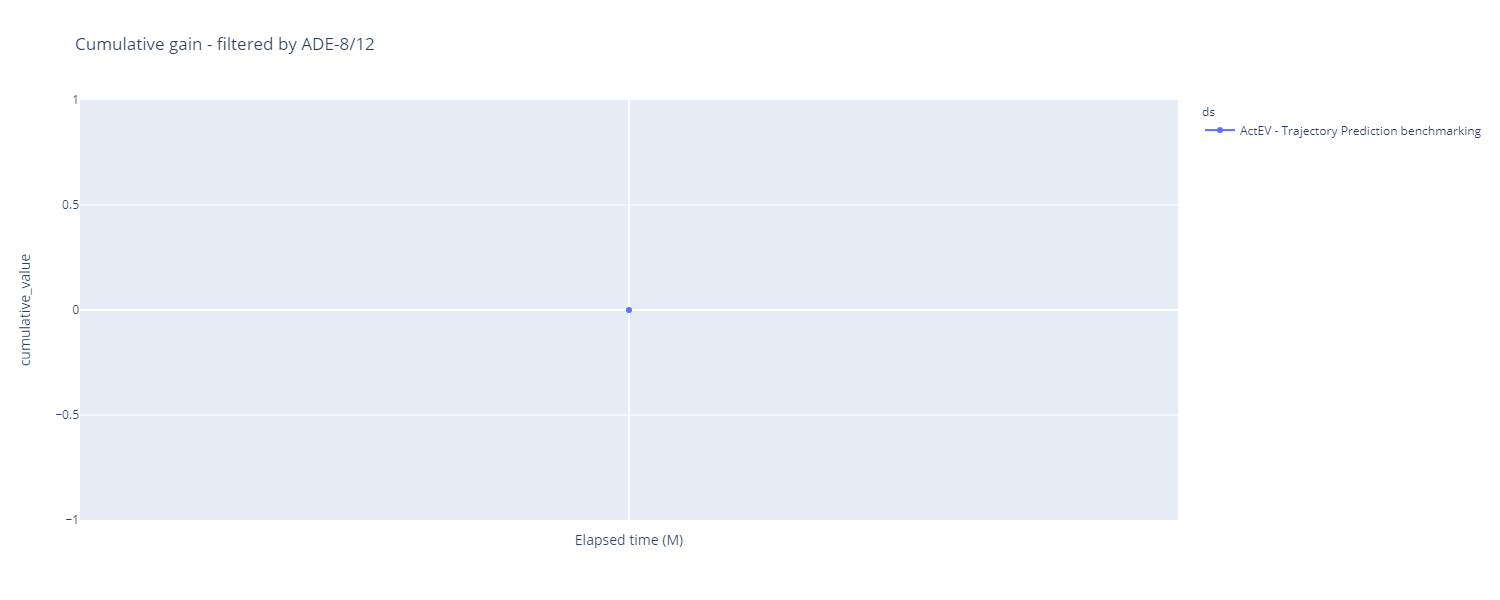 Cumulative gain - filtered by ADE-8/12
1
0.5
0
−0.5
−1
cumulative_value
Elapsed time (M)
ds
ActEV - Trajectory Prediction benchmarking